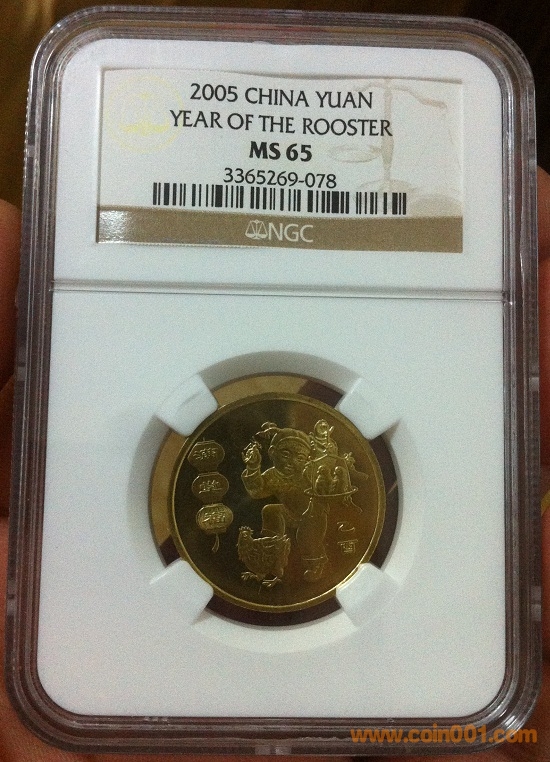 2005 CHINA YUAN
YEAR OF THE ROOSTER
MS 65
3365269-078
NGC
www.coin001.com